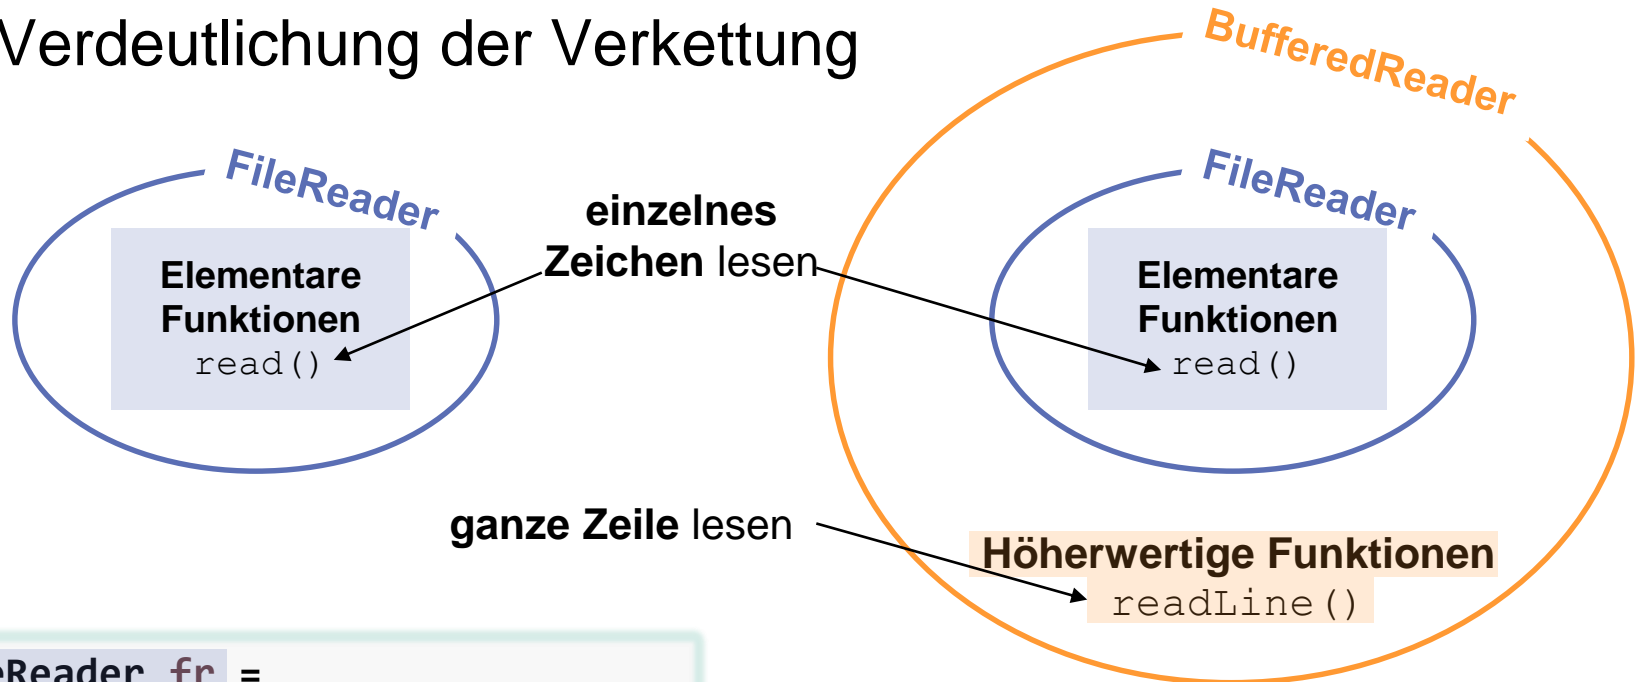 Verdeutlichung der Verkettung
BufferedReader
FileReader
FileReader
einzelnes
Zeichen lesen
Elementare
Funktionen
read()
Elementare
Funktionen
read()
ganze Zeile lesen
Höherwertige Funktionen
readLine()
eReader fr =